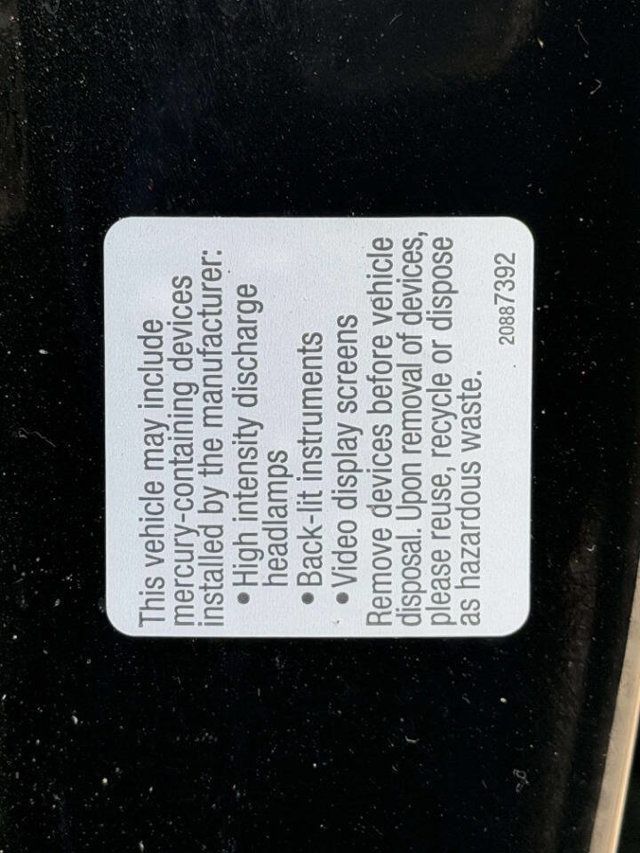 This vehicle may include
mercury-containing devices
installed by the manufacturer:
• High intensity discharge
headlamps
• Back-lit instruments
• Video display screens
Remove devices before vehicle
disposal. Upon removal of devices,
please reuse, recycle or dispose
as hazardous waste.
20887392